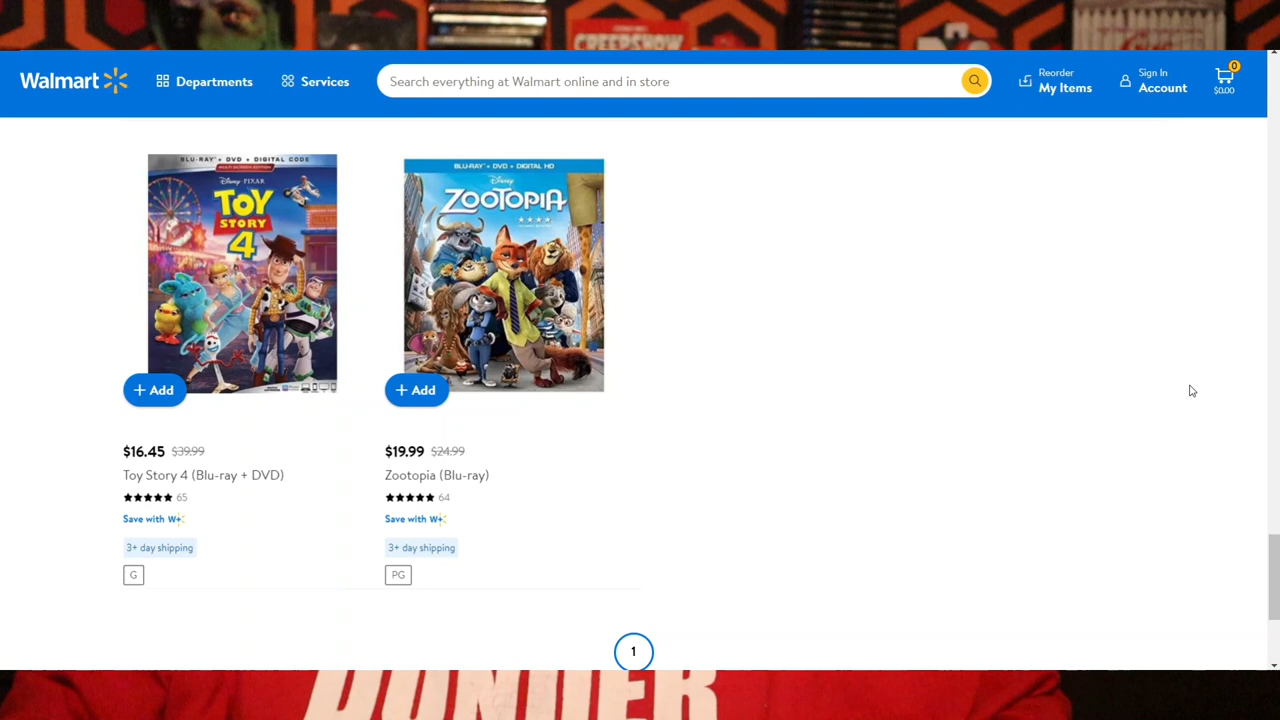 CREEPSHOW
Walmart
Departments
Services
Search everything at Walmart online and in store
Reorder
My Items
Sign In
Account
0
$0.00
BLU-RAY + DVD + DIGITAL CODE
Disney · PIXAR
TOY
STORY
4
BLU-RAY + DVD + DIGITAL HD
Disney
ZOOTOPIA
+ Add
+ Add
$16.45 $39.99
$19.99 $24.99
Toy Story 4 (Blu-ray + DVD)
Zootopia (Blu-ray)
65
64
Save with W+
Save with W+
3+ day shipping
3+ day shipping
G
PG
1